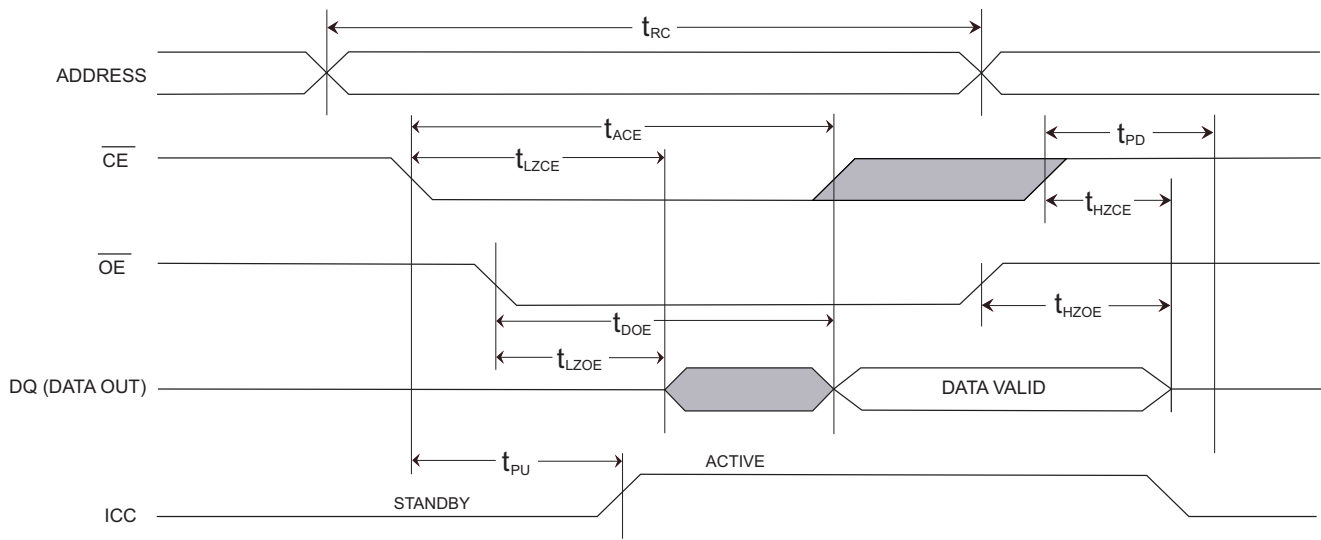 tRC
ADDRESS
tACE
tPD
CE
tLZCE
tHZCE
OE
tHZOE
tDOE
tLZOE
DQ (DATA OUT)
DATA VALID
tPU
ACTIVE
STANDBY
ICC